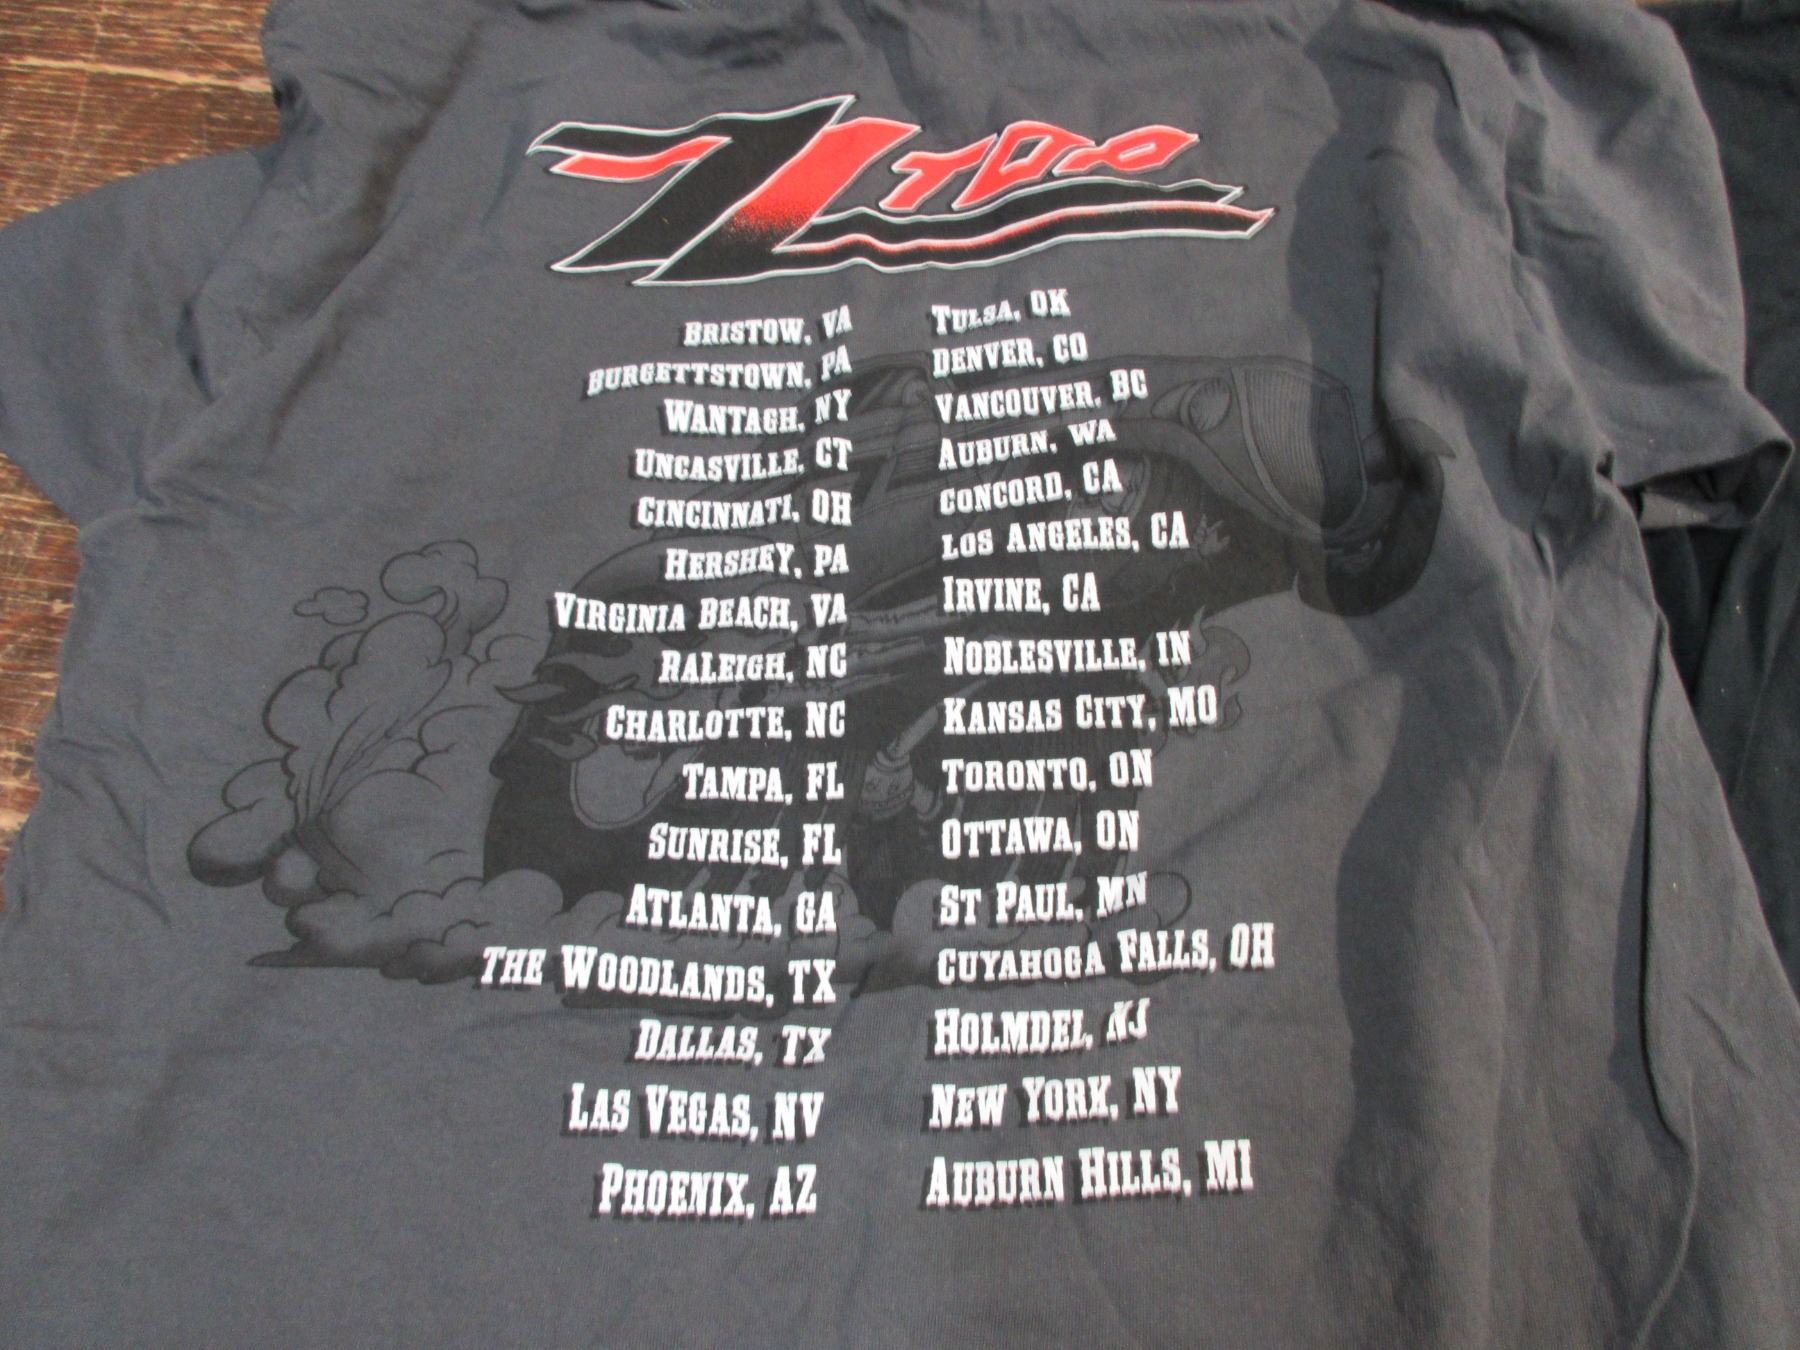 ZZ TOP
BRISTOW, VA
BURGETTSTOWN, PA
WANTAGH, NY
UNCASVILLE, CT
CINCINNATI, OH
HERSHEY, PA
VIRGINIA BEACH, VA
RALEIGH, NC
CHARLOTTE, NC
TAMPA, FL
SUNRISE, FL
ATLANTA, GA
THE WOODLANDS, TX
DALLAS, TX
LAS VEGAS, NV
PHOENIX, AZ
TULSA, OK
DENVER, CO
VANCOUVER, BC
AUBURN, WA
CONCORD, CA
LOS ANGELES, CA
IRVINE, CA
NOBLESVILLE, IN
KANSAS CITY, MO
TORONTO, ON
OTTAWA, ON
ST PAUL, MN
CUYAHOGA FALLS, OH
HOLMDEL, NJ
NEW YORK, NY
AUBURN HILLS, MI